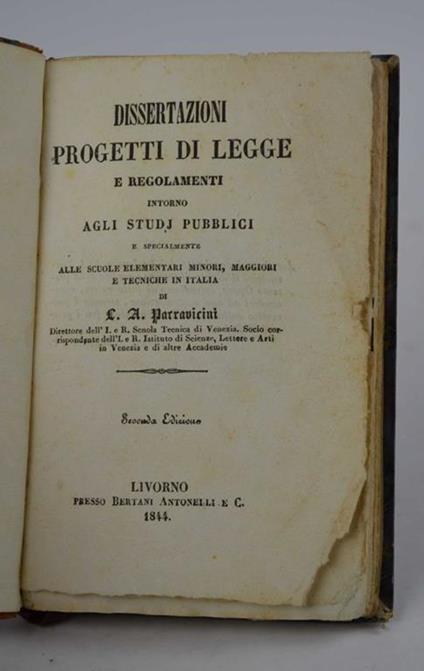 DISSERTAZIONI
PROGETTI DI LEGGE
E REGOLAMENTI
INTORNO
AGLI STUDJ PUBBLICI
E SPECIALMENTE
ALLE SCUOLE ELEMENTARI MINORI, MAGGIORI
E TECNICHE IN ITALIA
DI
L. A. Parravicini
Direttore dell' I. e R. Scuola Tecnica di Venezia. Socio cor-
rispondente dell'I. e R. Istituto di Scienze, Lettere e Arti
in Venezia e di altre Accademie
Seconda Edizione
LIVORNO
PRESSO BERTANI ANTONELLI E C.
1844.